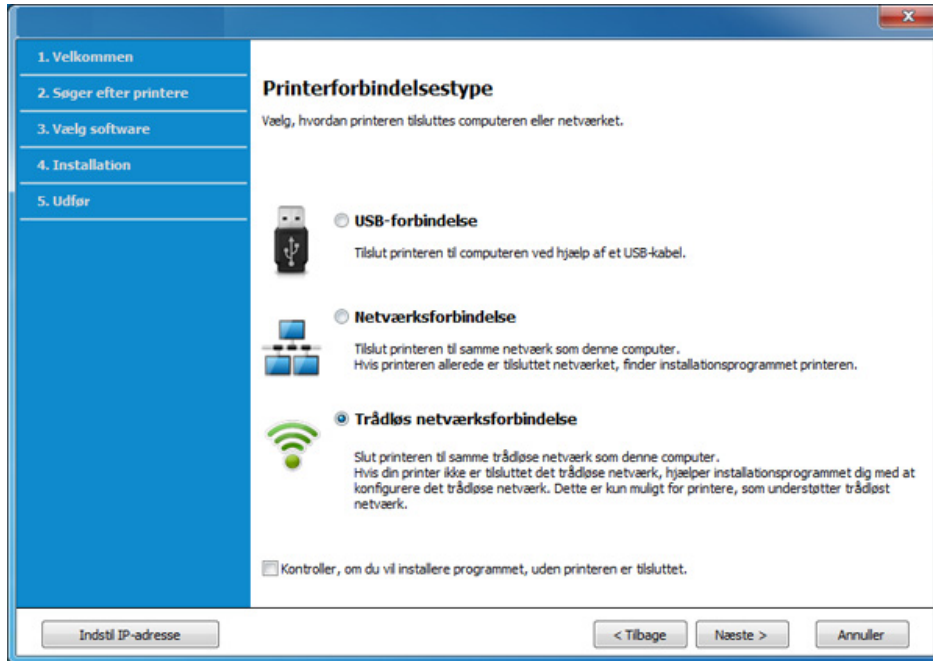 1. Velkommen
2. Søger efter printere
3. Vælg software
4. Installation
5. Udfør
Printerforbindelsestype
Vælg, hvordan printeren tilsluttes computeren eller netværket.
USB-forbindelse
Tilslut printeren til computeren ved hjælp af et USB-kabel.
Netværksforbindelse
Tilslut printeren til samme netværk som denne computer.
Hvis printeren allerede er tilsluttet netværket, finder installationsprogrammet printeren.
Trådløs netværksforbindelse
Slut printeren til samme trådløse netværk som denne computer.
Hvis din printer ikke er tilsluttet det trådløse netværk, hjælper installationsprogrammet dig med at
konfigurere det trådløse netværk. Dette er kun muligt for printere, som understøtter trådløst
netværk.
Kontroller, om du vil installere programmet, uden printeren er tilsluttet.
Indstil IP-adresse
< Tilbage
Næste >
Annuller